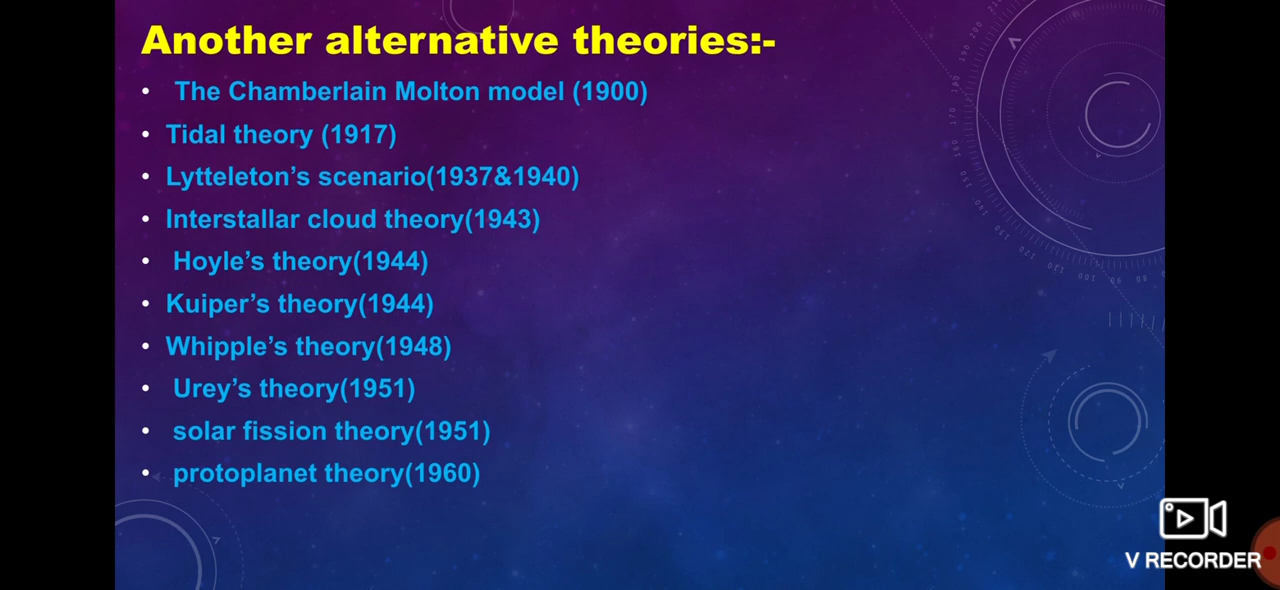 Another alternative theories:-
• The Chamberlain Molton model (1900)
• Tidal theory (1917)
• Lytteleton’s scenario(1937&1940)
• Interstallar cloud theory(1943)
• Hoyle’s theory(1944)
• Kuiper’s theory(1944)
• Whipple’s theory(1948)
• Urey’s theory(1951)
• solar fission theory(1951)
• protoplanet theory(1960)
V RECORDER